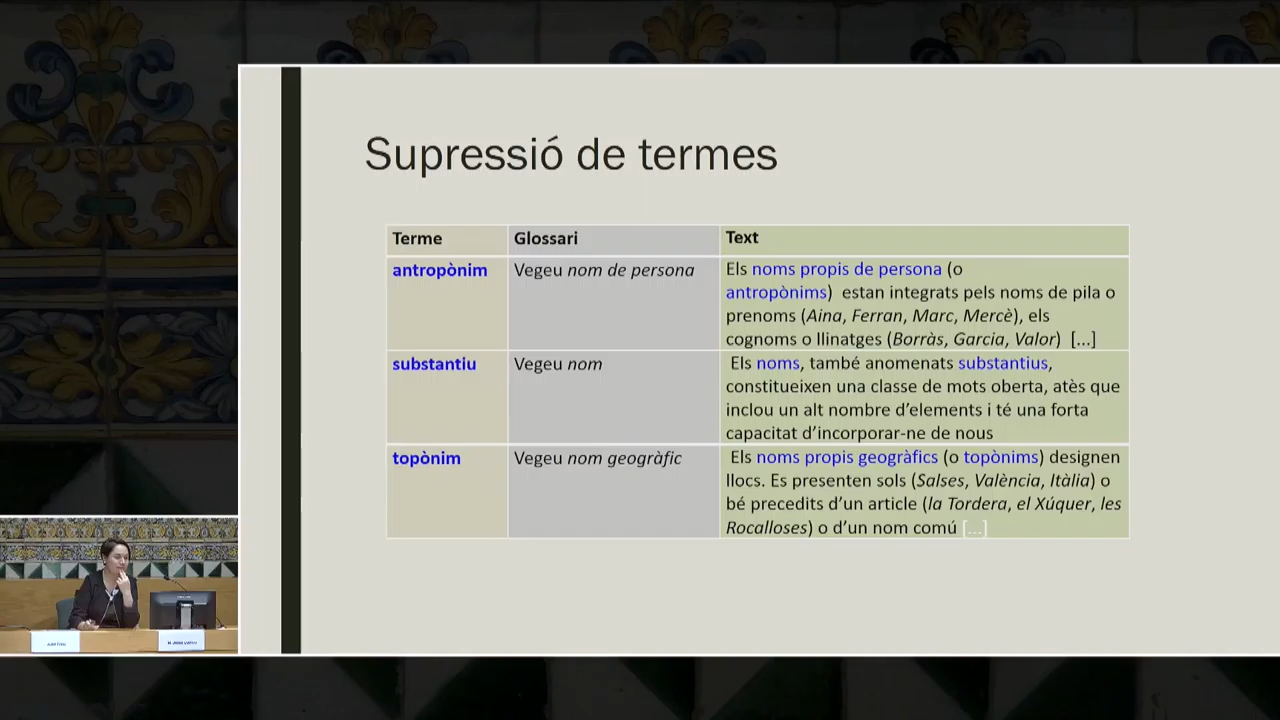 Supressió de termes
Terme
Glossari
Text
antropònim
Vegeu nom de persona
Els noms propis de persona (o
antropònims) estan integrats pels noms de pila o
prenoms (Aina, Ferran, Marc, Mercè), els
cognoms o llinatges (Borràs, Garcia, Valor) [...]
substantiu
Vegeu nom
Els noms, també anomenats substantius,
constitueixen una classe de mots oberta, atès que
inclou un alt nombre d’elements i té una forta
capacitat d’incorporar-ne de nous
topònim
Vegeu nom geogràfic
Els noms propis geogràfics (o topònims) designen
llocs. Es presenten sols (Salses, València, Itàlia) o
bé precedits d’un article (la Tordera, el Xúquer, les
Rocalloses) o d’un nom comú [...]